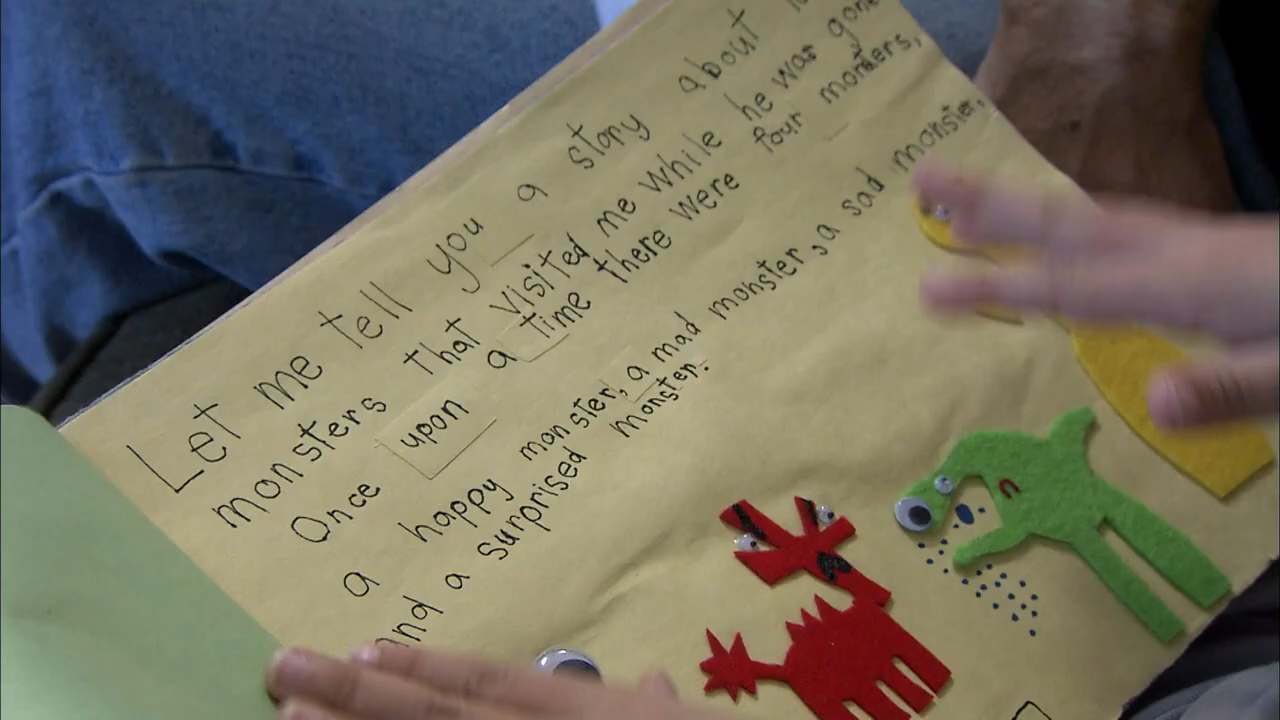 Let me tell you a story about
monsters that visited me while he was gone
Once upon a time there were four monsters,
a happy monster, a mad monster, a sad monster,
and a surprised monster.